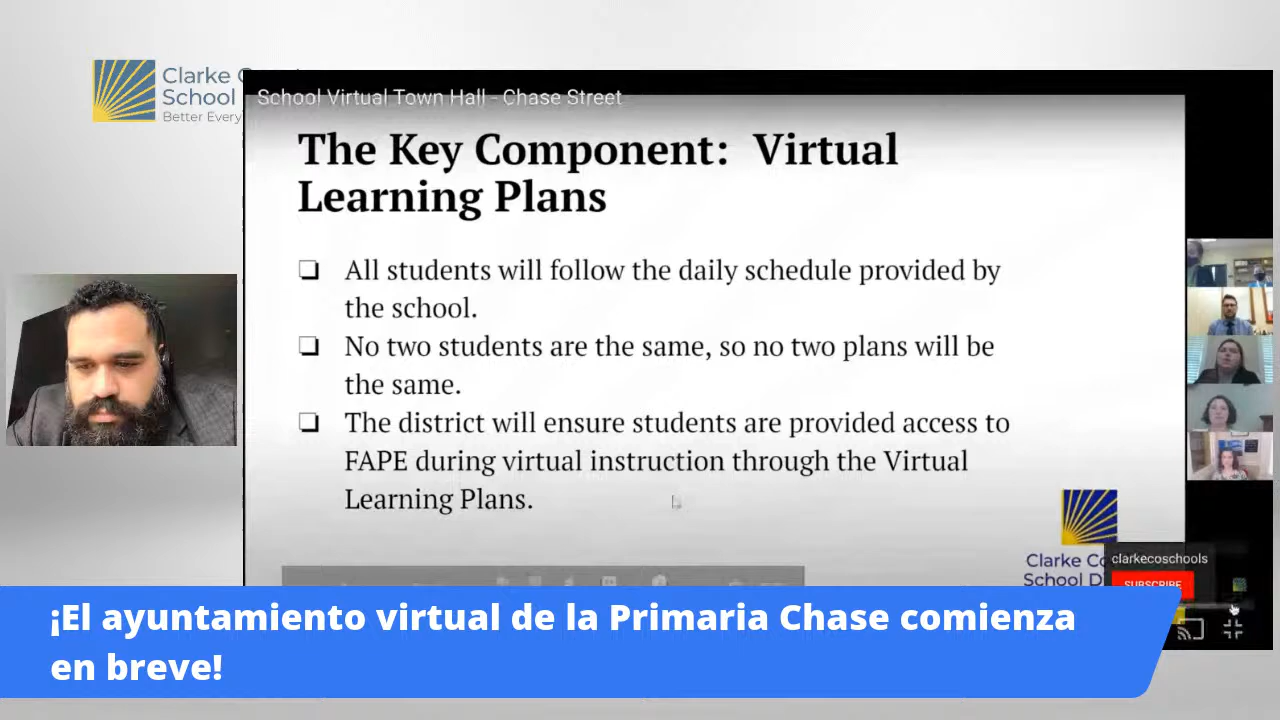 Clarke
School
Better Every
School Virtual Town Hall - Chase Street
The Key Component: Virtual
Learning Plans
❏ All students will follow the daily schedule provided by
the school.
❏ No two students are the same, so no two plans will be
the same.
❏ The district will ensure students are provided access to
FAPE during virtual instruction through the Virtual
Learning Plans.
Clarke Co
School D
clarkecoschools
SUBSCRIBE
¡El ayuntamiento virtual de la Primaria Chase comienza
en breve!